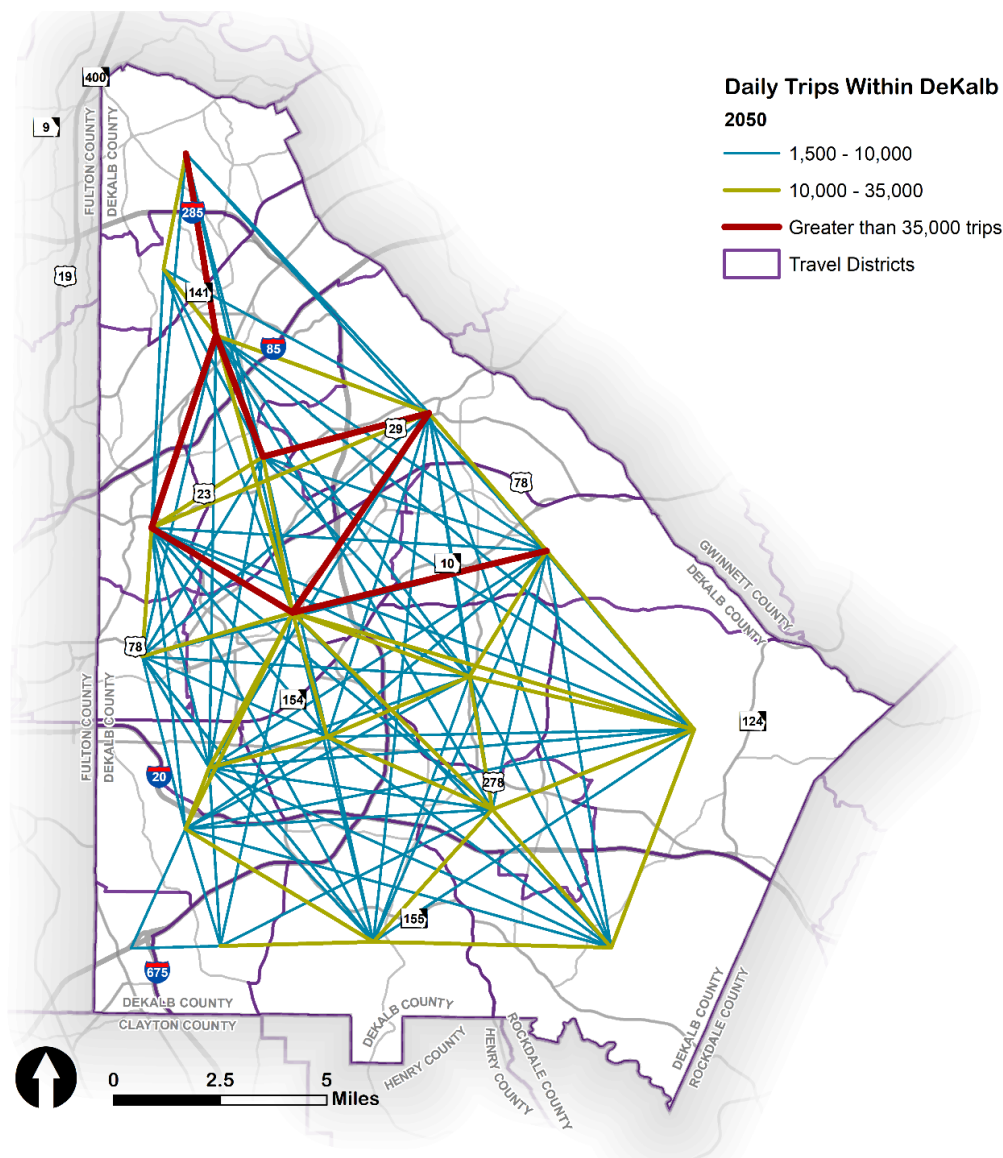 Daily Trips Within DeKalb
2050
1,500 - 10,000
10,000 - 35,000
Greater than 35,000 trips
Travel Districts
400
9
FULTON COUNTY
DEKALB COUNTY
285
19
141
85
29
78
23
10
GWINNETT COUNTY
DEKALB COUNTY
78
154
124
FULTON COUNTY
DEKALB COUNTY
20
278
155
675
DEKALB COUNTY
CLAYTON COUNTY
DEKALB COUNTY
HENRY COUNTY
ROCKDALE COUNTY
HENRY COUNTY
DEKALB COUNTY
ROCKDALE COUNTY
0 2.5 5
Miles